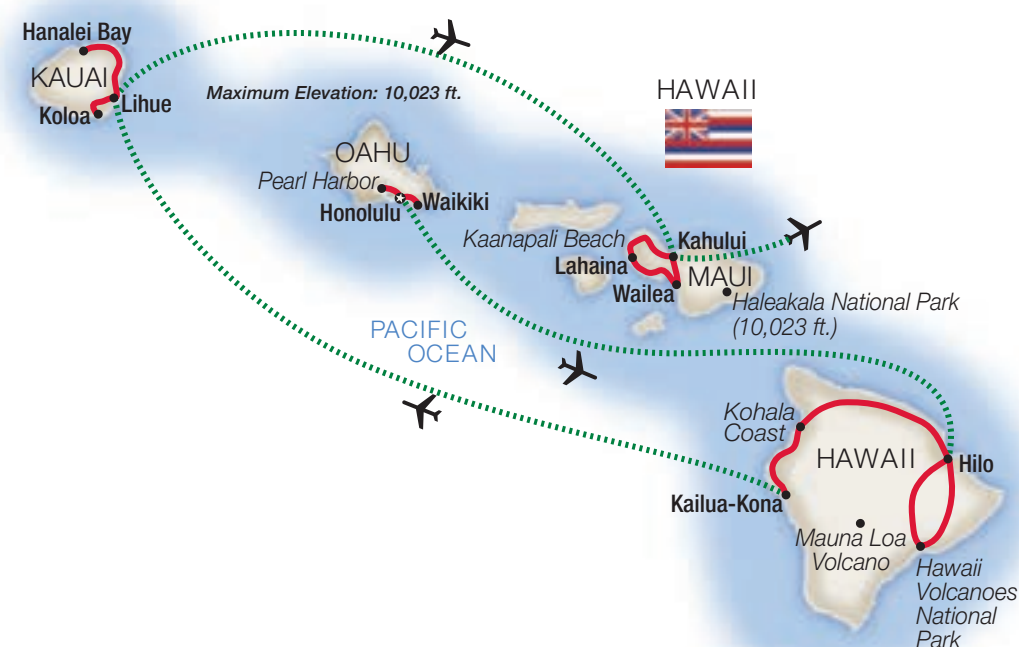 Hanalei Bay
KAUAI
Lihue
Koloa
Maximum Elevation: 10,023 ft.
HAWAII
OAHU
Pearl Harbor
Honolulu
Waikiki
Kaanapali Beach
Kahului
Lahaina
MAUI
Wailea
Haleakala National Park
(10,023 ft.)
PACIFIC
OCEAN
Kohala
Coast
HAWAII
Hilo
Kailua-Kona
Mauna Loa
Volcano
Hawaii
Volcanoes
National
Park